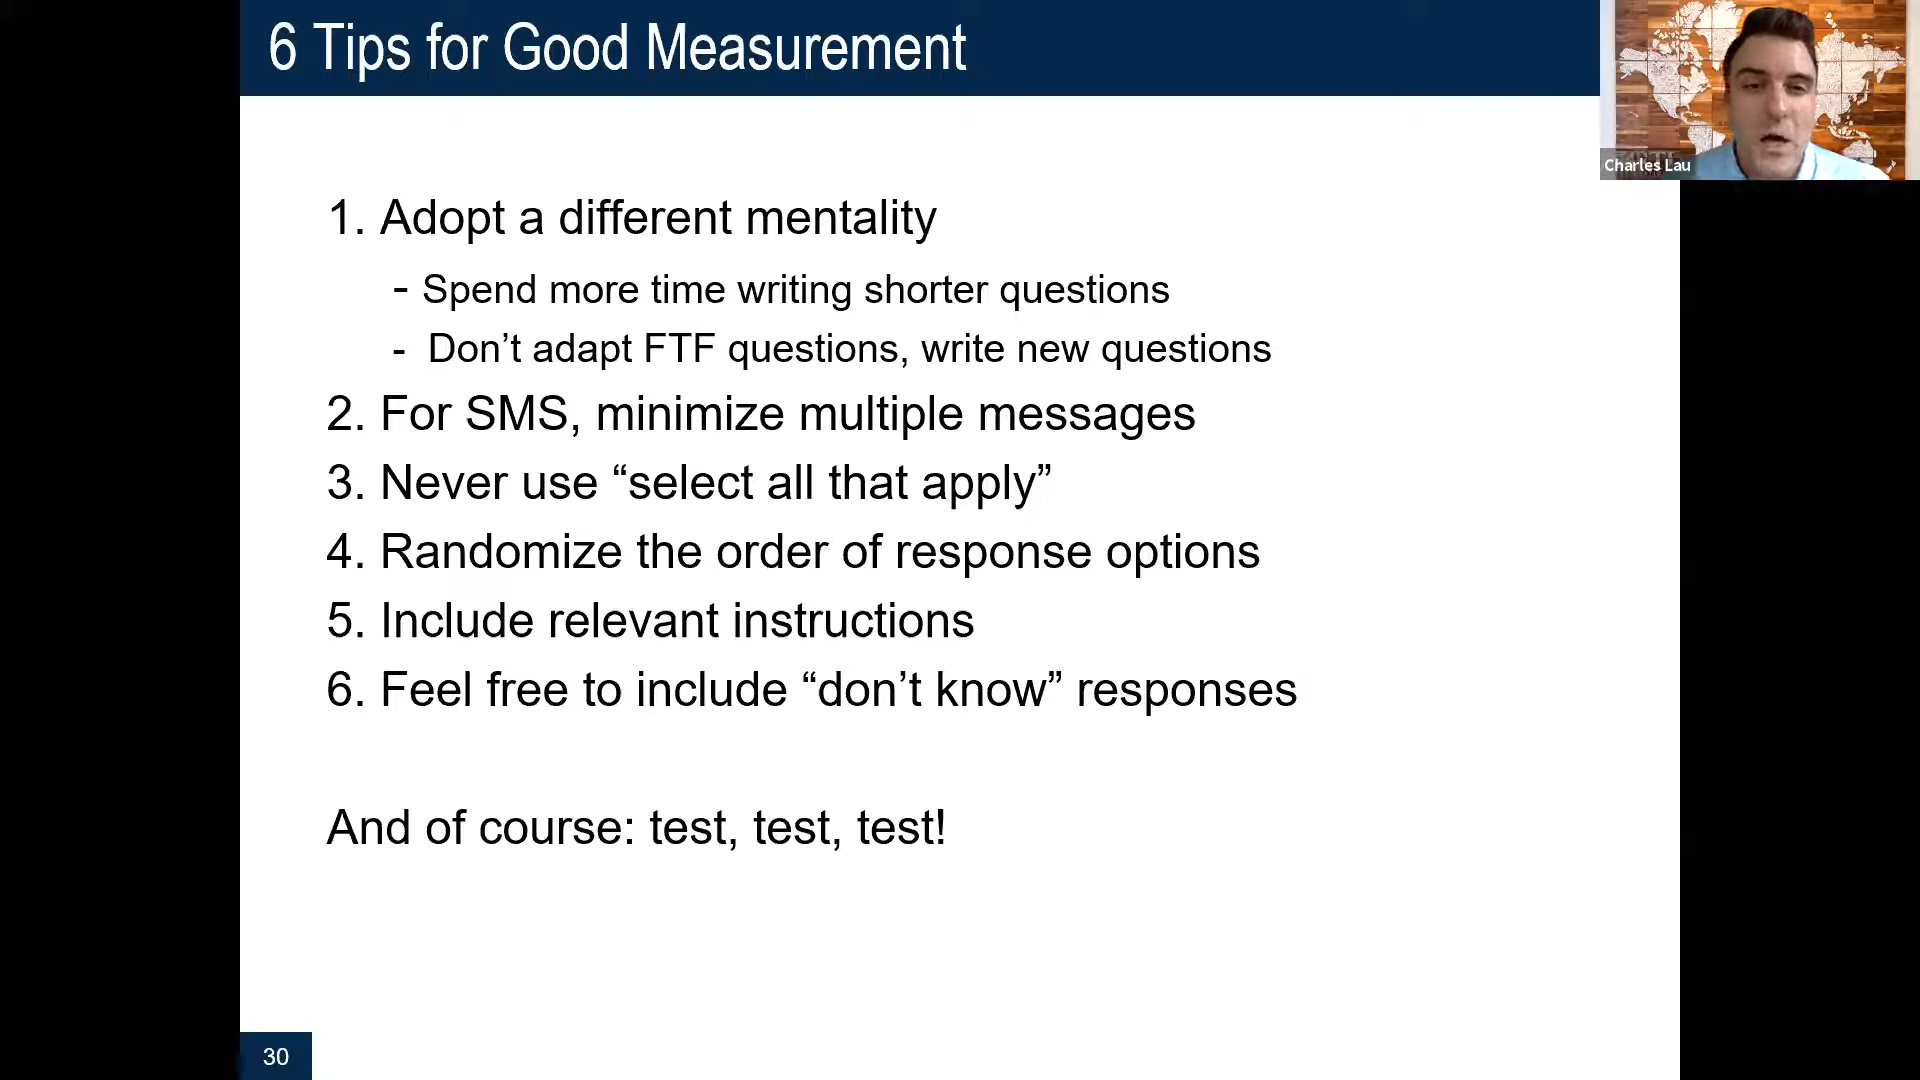 6 Tips for Good Measurement
Charles Lau
1. Adopt a different mentality
- Spend more time writing shorter questions
- Don’t adapt FTF questions, write new questions
2. For SMS, minimize multiple messages
3. Never use “select all that apply”
4. Randomize the order of response options
5. Include relevant instructions
6. Feel free to include “don’t know” responses
And of course: test, test, test!
30